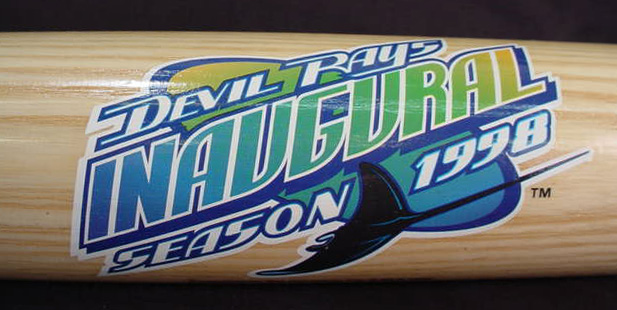 DEVIL RAYS
INAUGURAL
SEASON 1998
TM